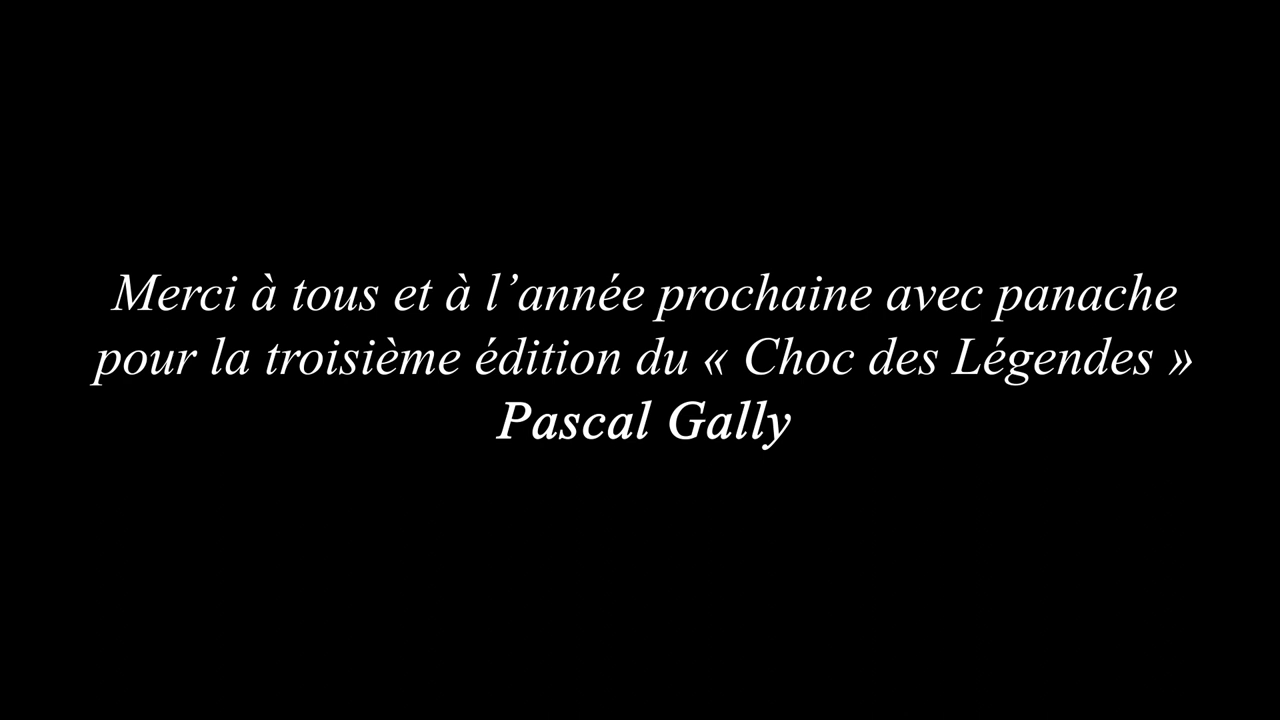 Merci à tous et à l’année prochaine avec panache
pour la troisième édition du « Choc des Légendes »
Pascal Gally